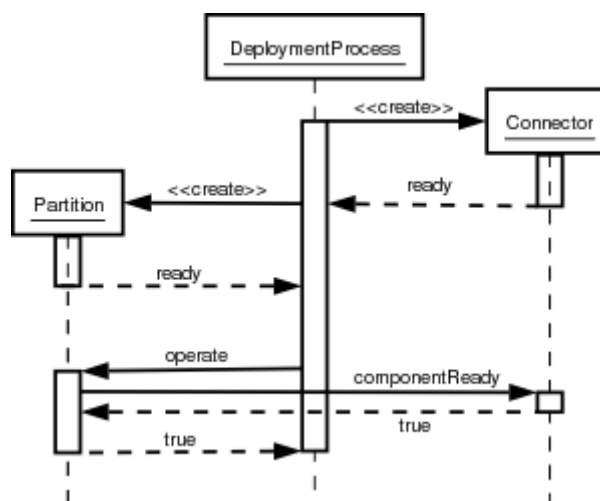 DeploymentProcess
<<create>>
Connector
Partition
<<create>>
ready
ready
operate
componentReady
true
true